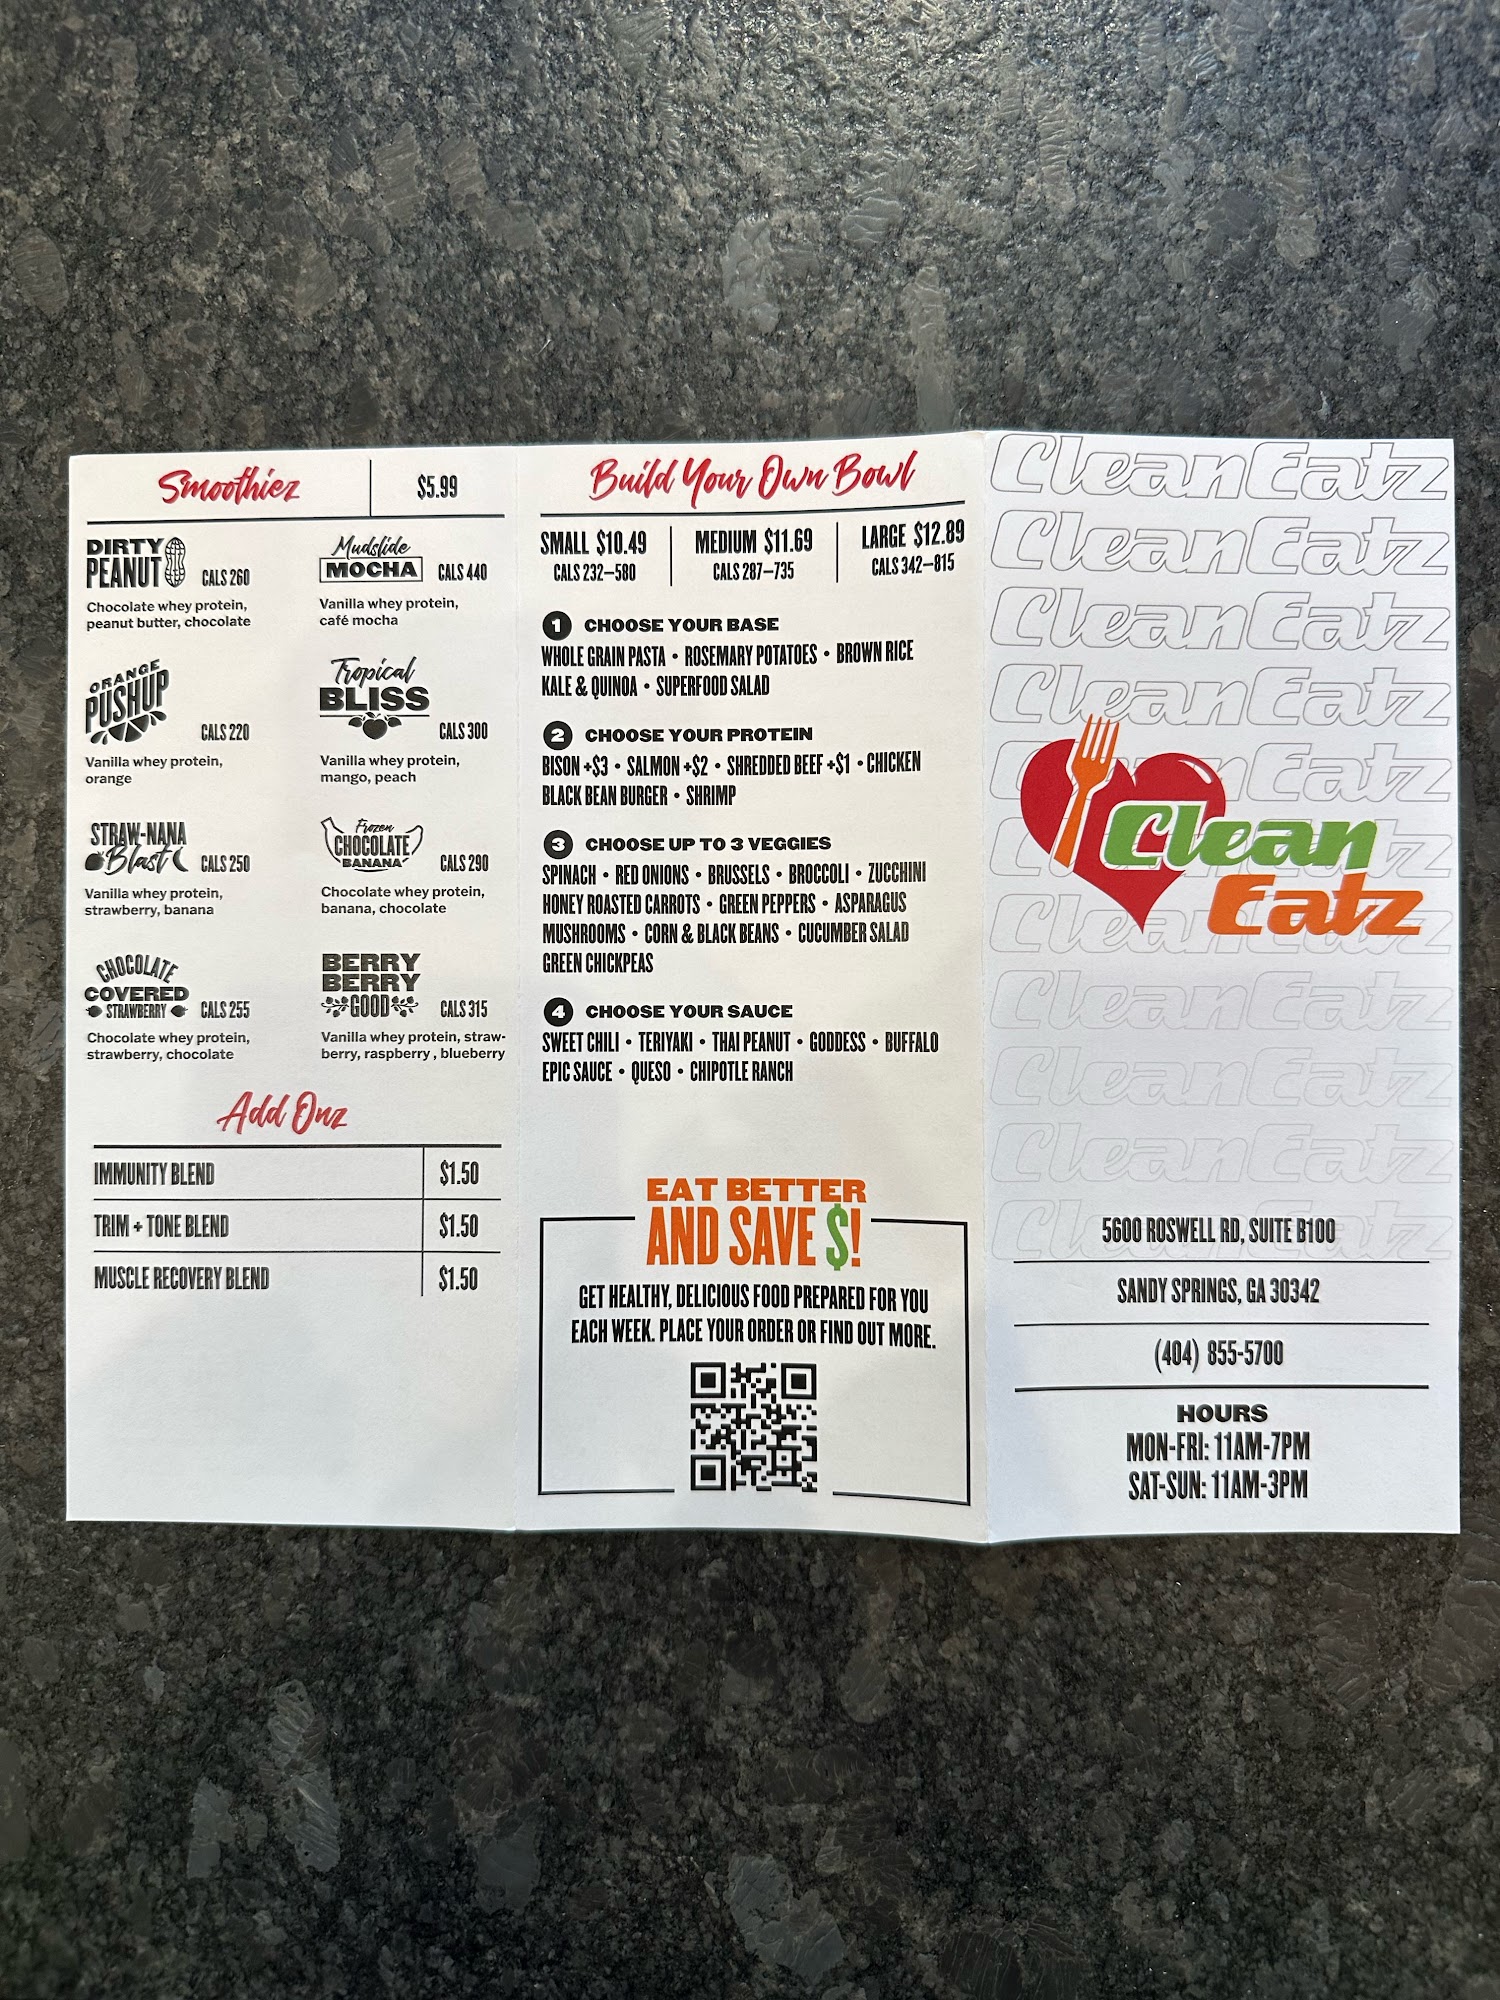 Smoothiez
$5.99
DIRTY
PEANUT
CALS 260
Chocolate whey protein,
peanut butter, chocolate
Mudslide
MOCHA
CALS 440
Vanilla whey protein,
café mocha
ORANGE
PUSHUP
CALS 220
Vanilla whey protein,
orange
Tropical
BLISS
CALS 300
Vanilla whey protein,
mango, peach
STRAW-NANA
Blast
CALS 250
Vanilla whey protein,
strawberry, banana
Frozen
CHOCOLATE
BANANA
CALS 290
Chocolate whey protein,
banana, chocolate
CHOCOLATE
COVERED
STRAWBERRY
CALS 255
Chocolate whey protein,
strawberry, chocolate
BERRY
BERRY
GOOD
CALS 315
Vanilla whey protein, straw-
berry, raspberry , blueberry
Add Onz
IMMUNITY BLEND $1.50
TRIM + TONE BLEND $1.50
MUSCLE RECOVERY BLEND $1.50
Build Your Own Bowl
SMALL $10.49
CALS 232–580
MEDIUM $11.69
CALS 287–735
LARGE $12.89
CALS 342–815
1 CHOOSE YOUR BASE
WHOLE GRAIN PASTA • ROSEMARY POTATOES • BROWN RICE
KALE & QUINOA • SUPERFOOD SALAD
2 CHOOSE YOUR PROTEIN
BISON +$3 • SALMON +$2 • SHREDDED BEEF +$1 • CHICKEN
BLACK BEAN BURGER • SHRIMP
3 CHOOSE UP TO 3 VEGGIES
SPINACH • RED ONIONS • BRUSSELS • BROCCOLI • ZUCCHINI
HONEY ROASTED CARROTS • GREEN PEPPERS • ASPARAGUS
MUSHROOMS • CORN & BLACK BEANS • CUCUMBER SALAD
GREEN CHICKPEAS
4 CHOOSE YOUR SAUCE
SWEET CHILI • TERIYAKI • THAI PEANUT • GODDESS • BUFFALO
EPIC SAUCE • QUESO • CHIPOTLE RANCH
EAT BETTER
AND SAVE $!
GET HEALTHY, DELICIOUS FOOD PREPARED FOR YOU
EACH WEEK. PLACE YOUR ORDER OR FIND OUT MORE.
CleanEatz
CleanEatz
CleanEatz
CleanEatz
CleanEatz
Clean
Eatz
CleanEatz
CleanEatz
CleanEatz
CleanEatz
CleanEatz
CleanEatz
5600 ROSWELL RD, SUITE B100
SANDY SPRINGS, GA 30342
(404) 855-5700
HOURS
MON-FRI: 11AM-7PM
SAT-SUN: 11AM-3PM